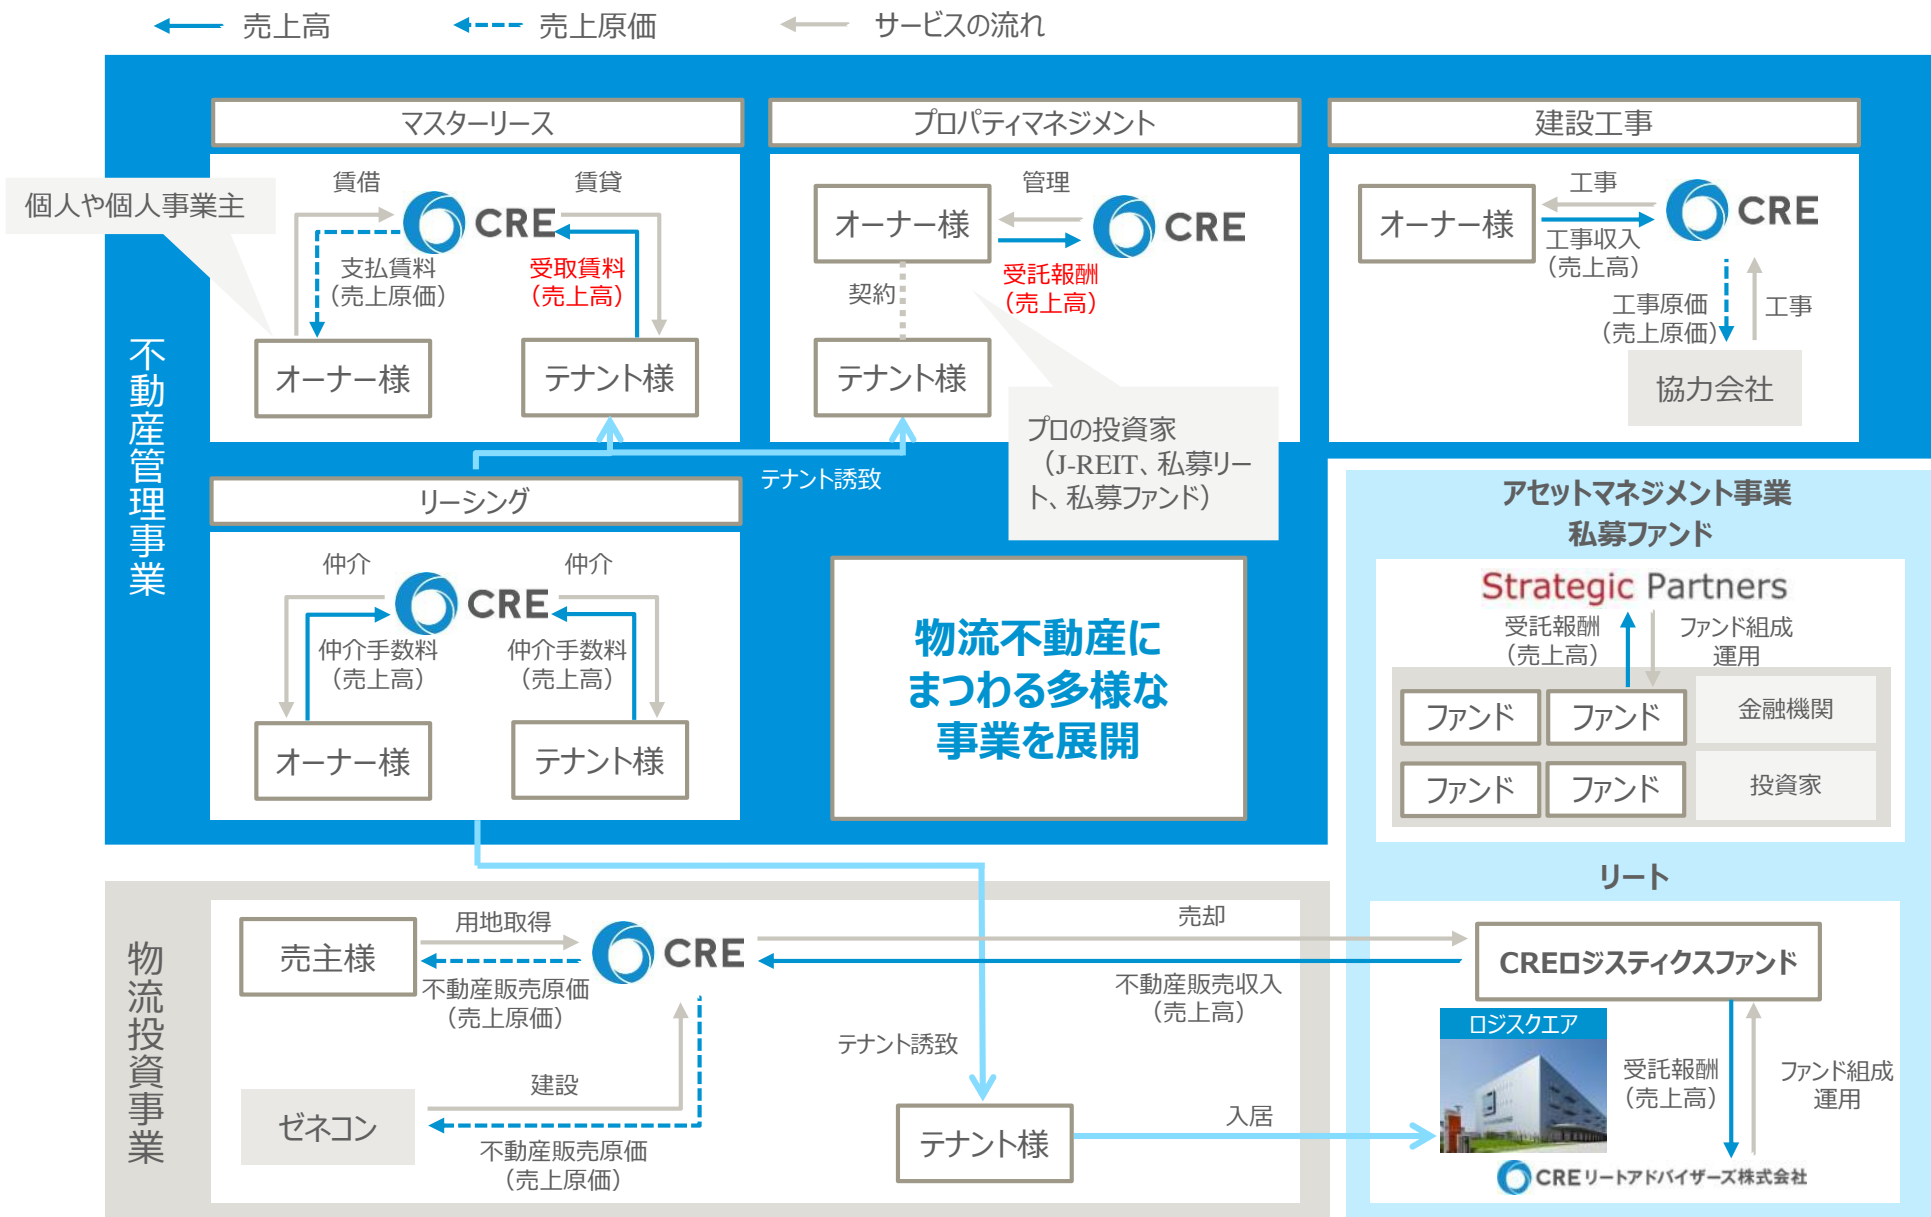 売上高
売上原価
サービスの流れ
不動産管理事業
マスターリース
個人や個人事業主
賃借
賃貸
CRE
支払賃料
（売上原価）
受取賃料
（売上高）
オーナー様
テナント様
プロパティマネジメント
オーナー様
管理
CRE
受託報酬
（売上高）
契約
テナント様
プロの投資家
（J-REIT、私募リー
ト、私募ファンド）
建設工事
オーナー様
工事
CRE
工事収入
（売上高）
工事原価
（売上原価）
工事
協力会社
テナント誘致
リーシング
仲介
仲介
CRE
仲介手数料
（売上高）
仲介手数料
（売上高）
オーナー様
テナント様
物流不動産に
まつわる多様な
事業を展開
アセットマネジメント事業
私募ファンド
Strategic Partners
受託報酬
（売上高）
ファンド組成
運用
ファンド
ファンド
金融機関
ファンド
ファンド
投資家
リート
CREロジスティクスファンド
ロジスクエア
受託報酬
（売上高）
ファンド組成
運用
CREリートアドバイザーズ株式会社
物流投資事業
売主様
用地取得
CRE
不動産販売原価
（売上原価）
売却
不動産販売収入
（売上高）
テナント誘致
建設
ゼネコン
不動産販売原価
（売上原価）
テナント様
入居